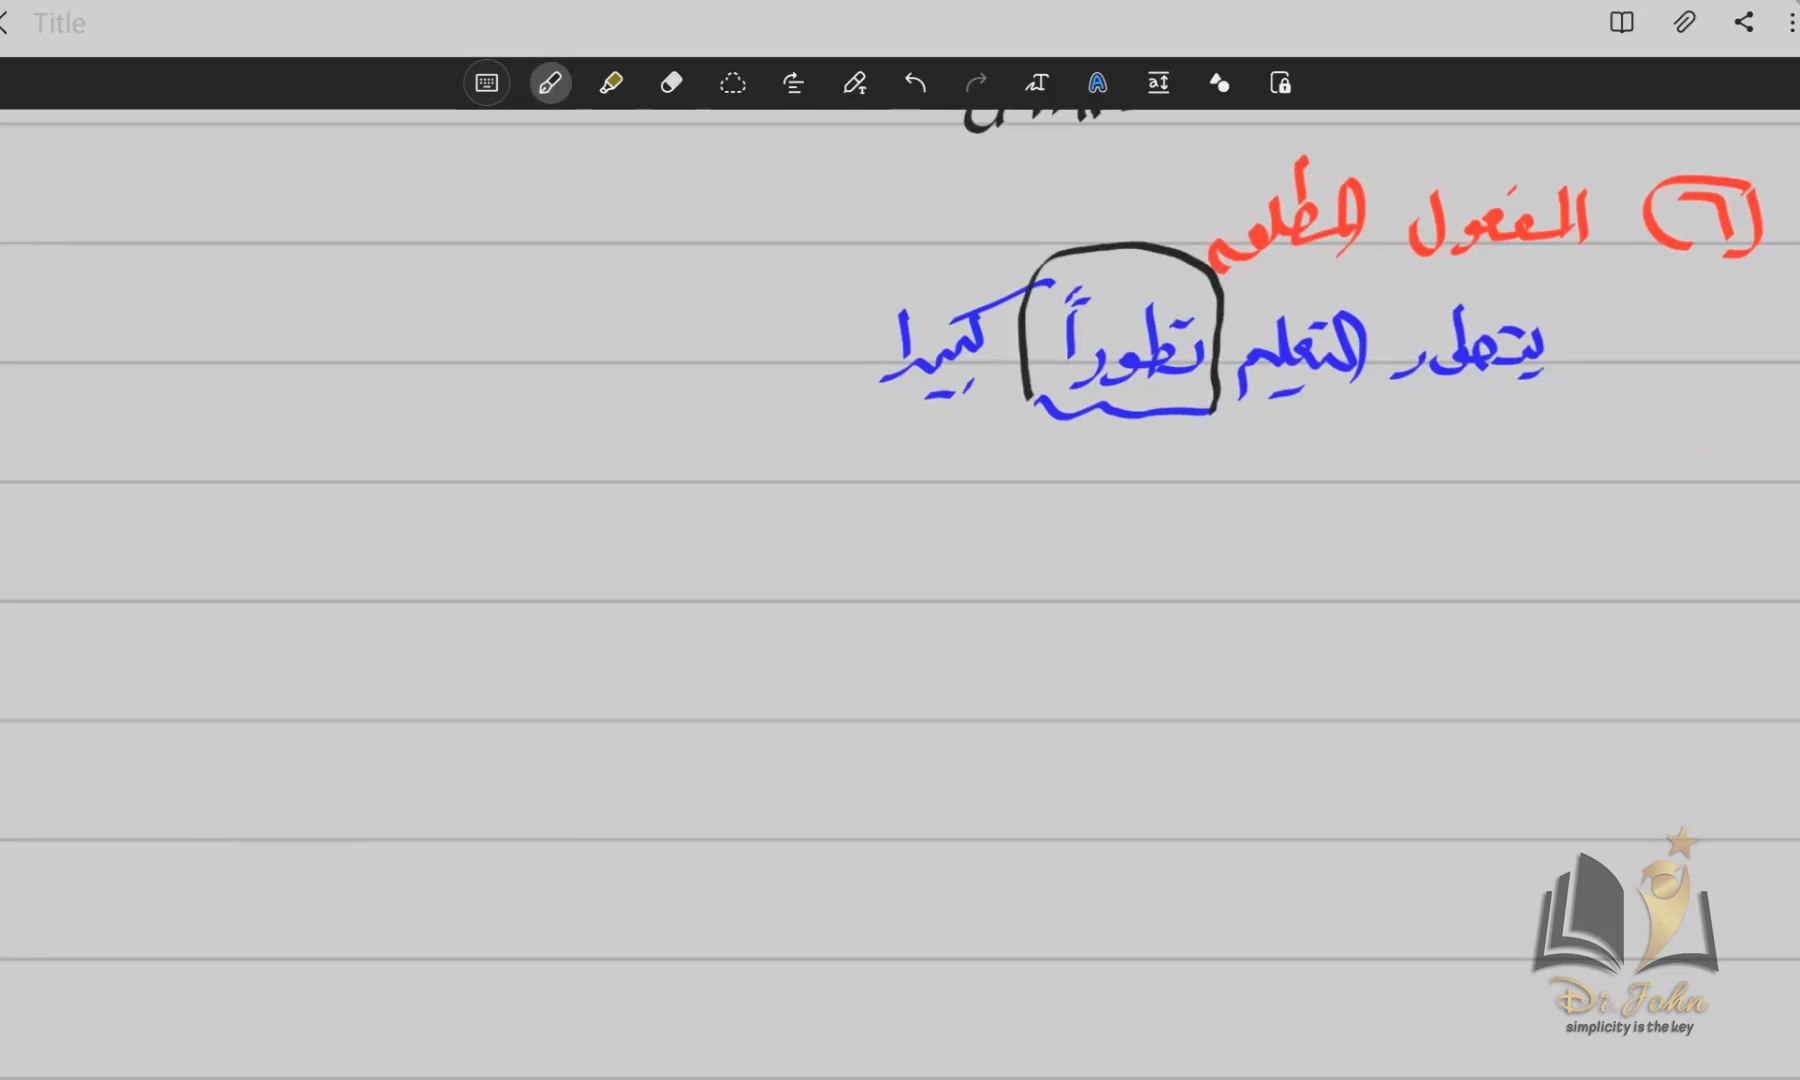 Title
٦ المفعول المطلق
يتطور التعليم تطوراً كبيرا
Dr. John
simplicity is the key